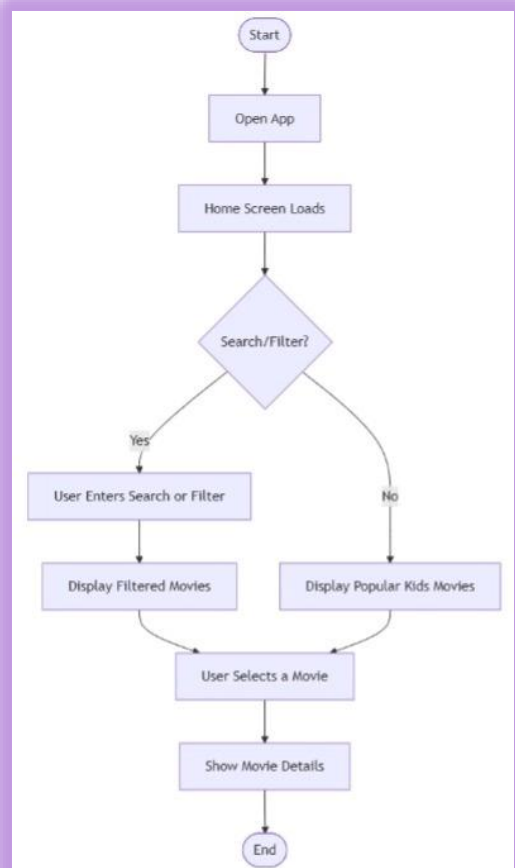 Start
Open App
Home Screen Loads
Search/Filter?
Yes
No
User Enters Search or Filter
Display Filtered Movies
Display Popular Kids Movies
User Selects a Movie
Show Movie Details
End